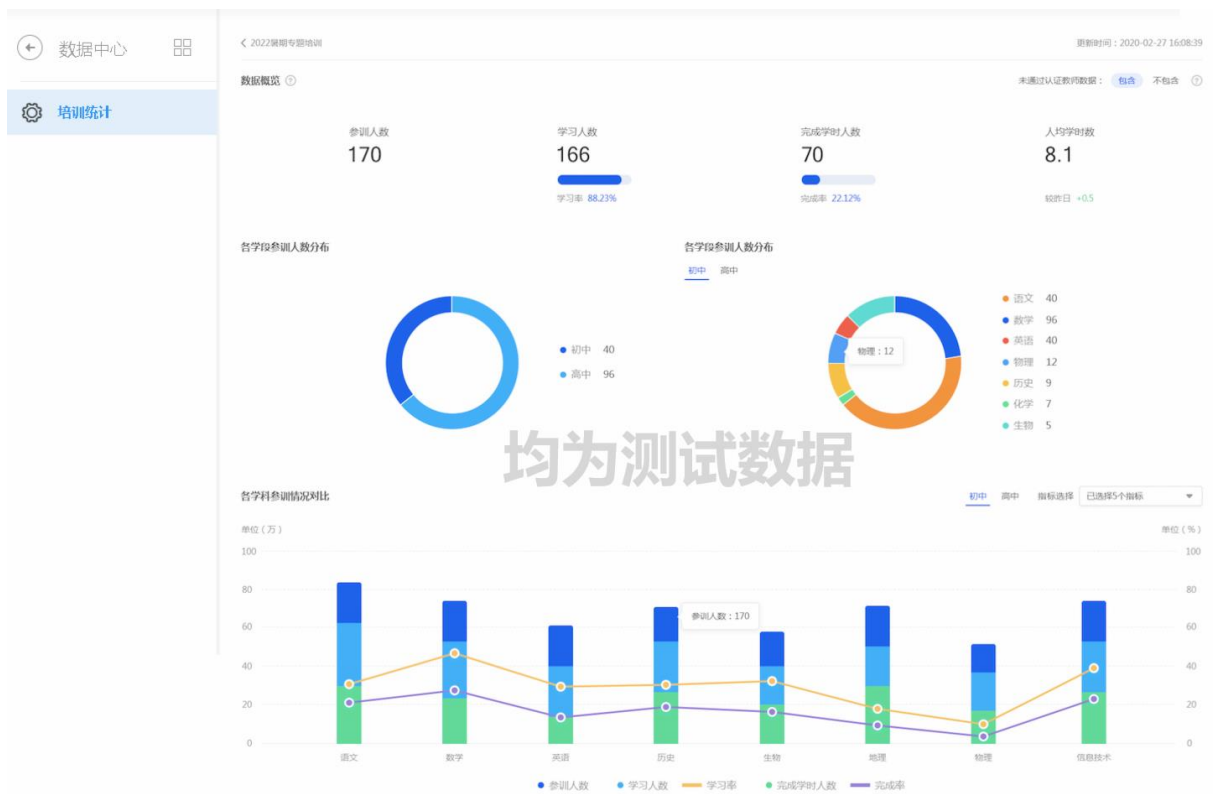 数据中心
培训统计
2022暑期专题培训
更新时间：2020-02-27 16:08:39
数据概览
未通过认证教师数据： 包含 不包含
参训人数 学习人数 完成学时人数 人均学时数
170 166 70 8.1
学习率 88.23% 完成率 22.12% 较昨日 +0.5
各学段参训人数分布 各学段参训人数分布
初中 高中
语文 40
数学 96
英语 40
物理 12
历史 9
化学 7
生物 5
物理：12
初中 40
高中 96
均为测试数据
各学科参训情况对比
初中 高中 指标选择 已选择5个指标
单位（万） 单位（%）
100 100
80 80
60 60
参训人数：170
40 40
20 20
0 0
语文 数学 英语 历史 生物 地理 物理 信息技术
参训人数 学习人数 学习率 完成学时人数 完成率